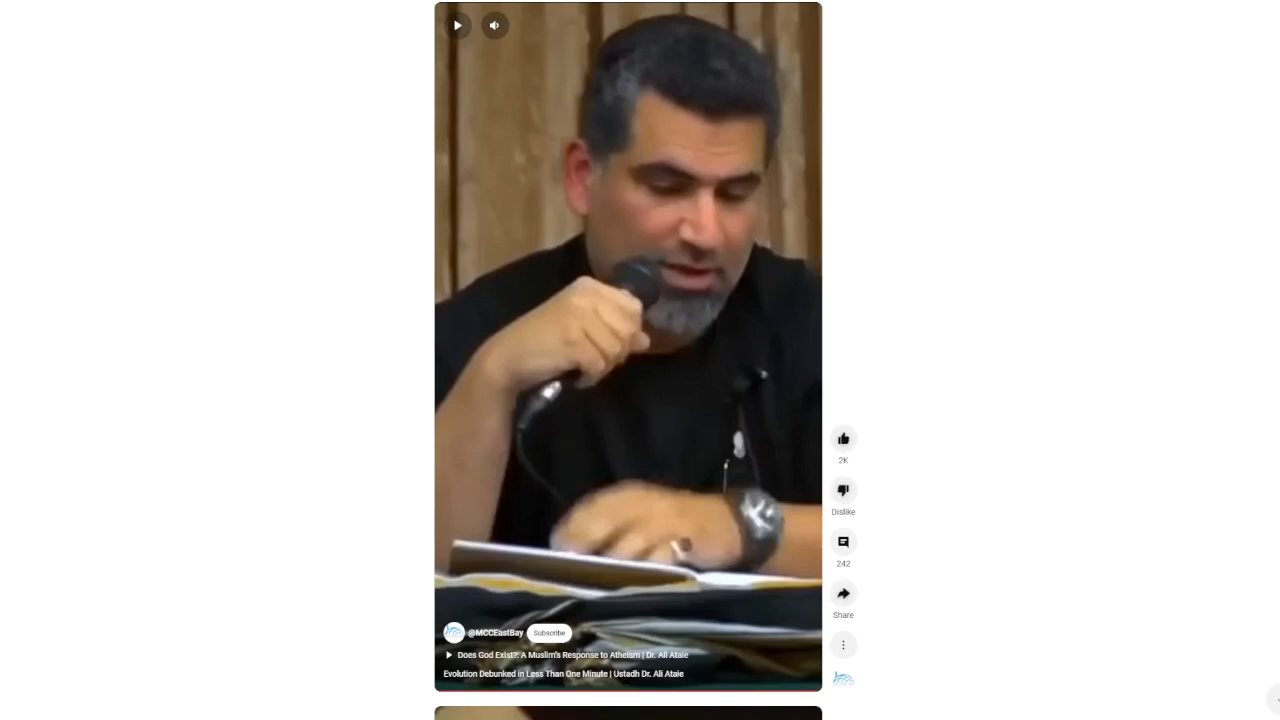 2K
Dislike
242
Share
@MCCEastBay Subscribe
Does God Exist?: A Muslim's Response to Atheism | Dr. Ali Ataie
Evolution Debunked in Less Than One Minute | Ustadh Dr. Ali Ataie